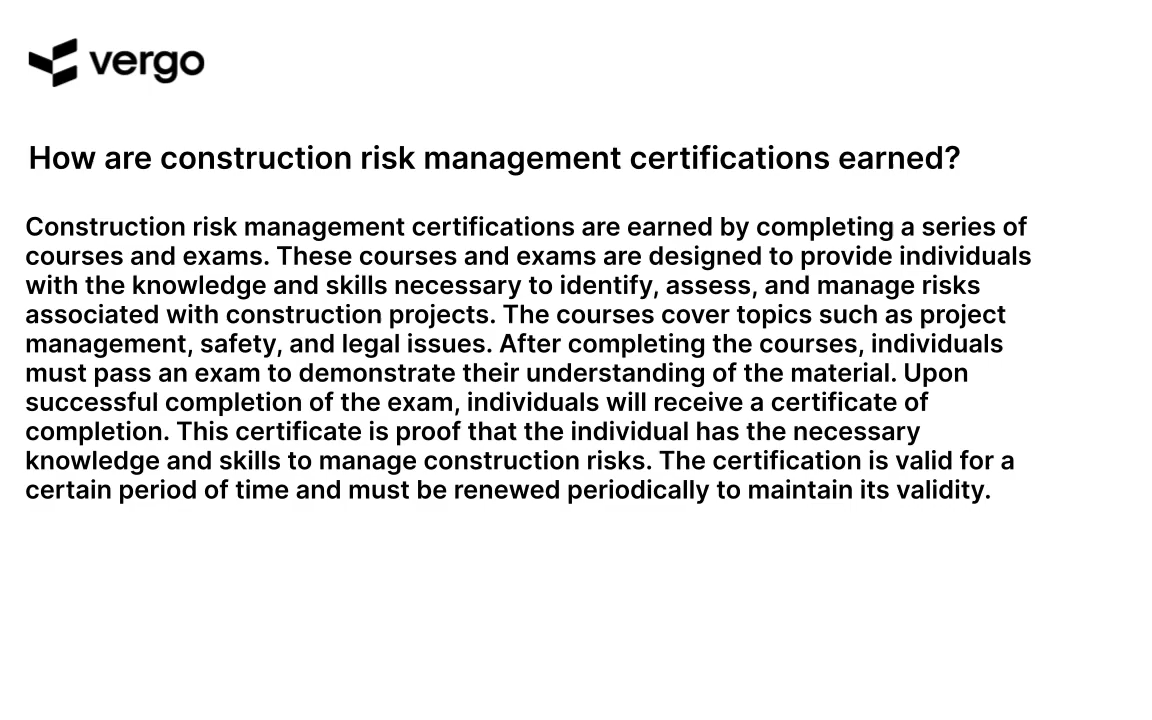 vergo
How are construction risk management certifications earned?
Construction risk management certifications are earned by completing a series of
courses and exams. These courses and exams are designed to provide individuals
with the knowledge and skills necessary to identify, assess, and manage risks
associated with construction projects. The courses cover topics such as project
management, safety, and legal issues. After completing the courses, individuals
must pass an exam to demonstrate their understanding of the material. Upon
successful completion of the exam, individuals will receive a certificate of
completion. This certificate is proof that the individual has the necessary
knowledge and skills to manage construction risks. The certification is valid for a
certain period of time and must be renewed periodically to maintain its validity.